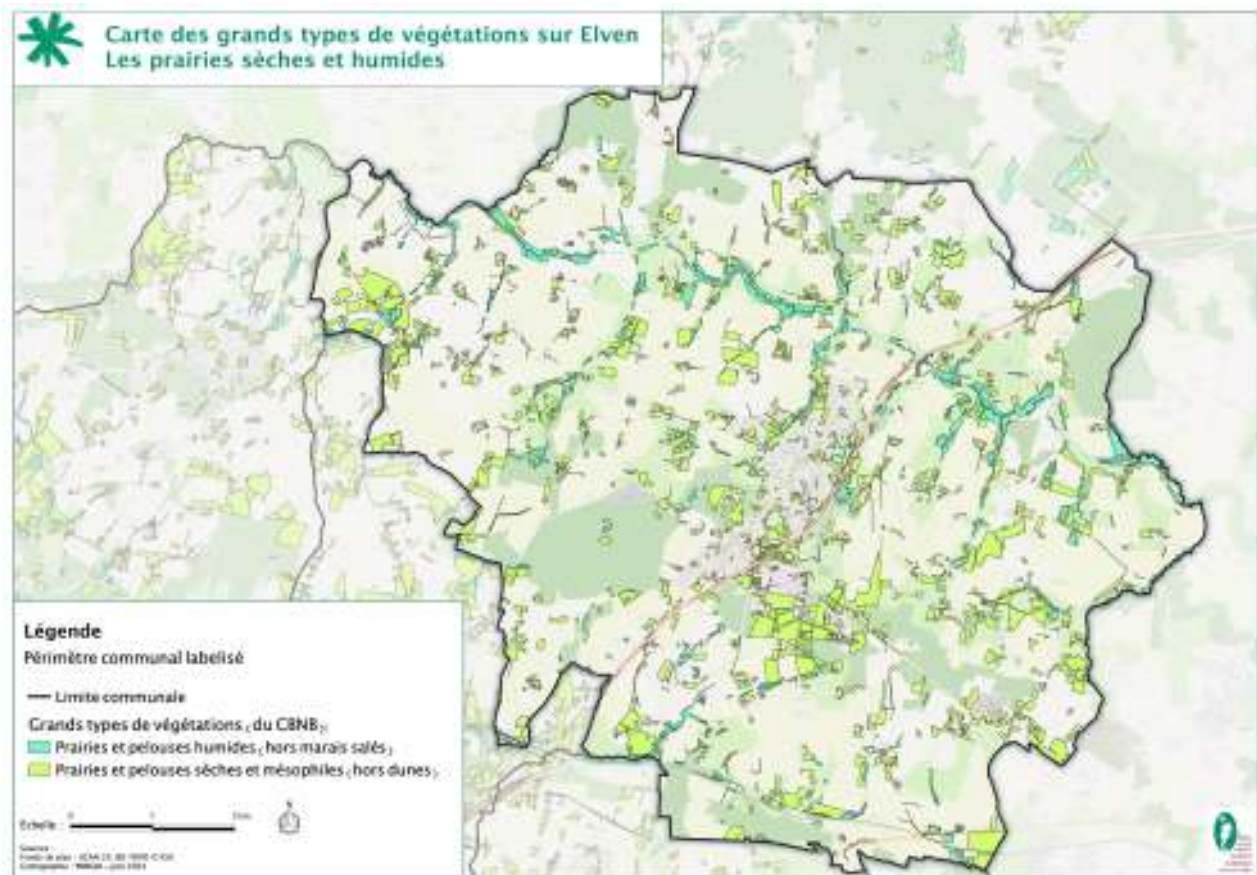 Carte des grands types de végétations sur Elven
Les prairies sèches et humides
Légende
Périmètre communal labelisé
Limite communale
Grands types de végétations (du CBNB)
Prairies et pelouses humides (hors marais salés)
Prairies et pelouses sèches et mésophiles (hors dunes)
Echelle :